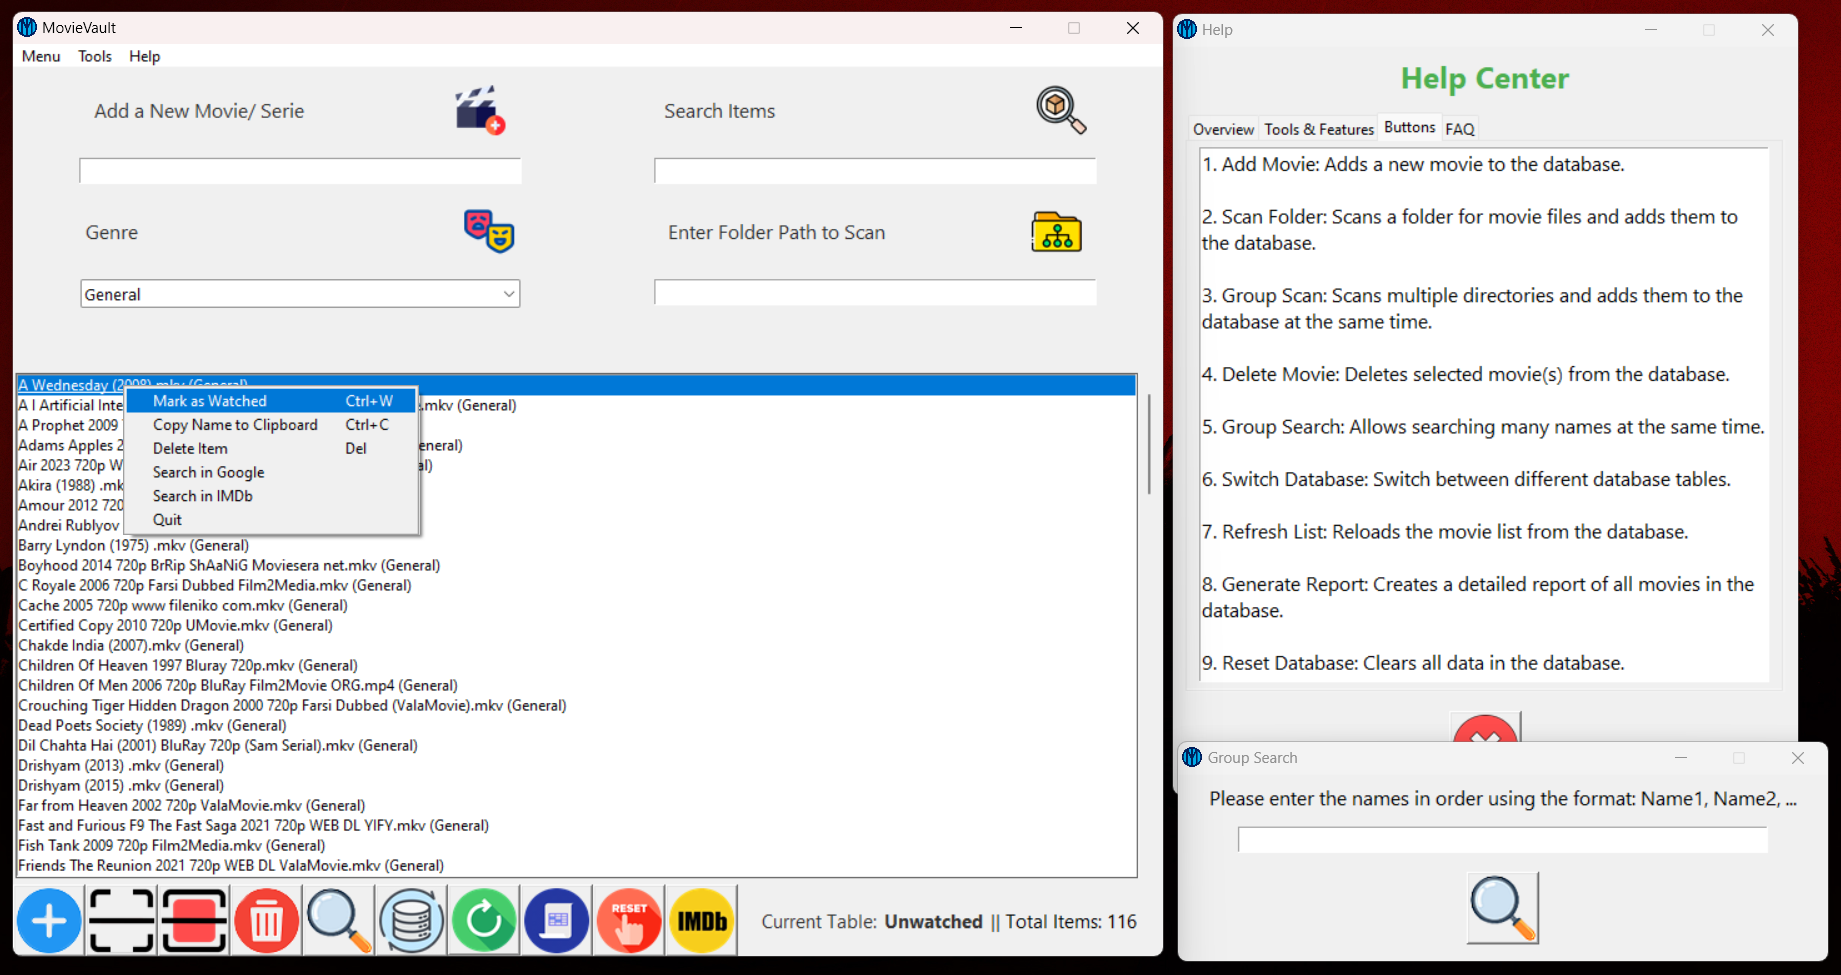 MovieVault
Menu Tools Help
Add a New Movie/ Serie
Search Items
Genre
Enter Folder Path to Scan
General
A Wednesday (2008) .mkv (General)
A I Artificial Inte .mkv (General)
A Prophet 2009
Adams Apples 2 eneral)
Air 2023 720p W al)
Akira (1988) .mk
Amour 2012 720
Andrei Rublyov
Barry Lyndon (1975) .mkv (General)
Boyhood 2014 720p BrRip ShAaNiG Moviesera net.mkv (General)
C Royale 2006 720p Farsi Dubbed Film2Media.mkv (General)
Cache 2005 720p www fileniko com.mkv (General)
Certified Copy 2010 720p UMovie.mkv (General)
Chakde India (2007).mkv (General)
Children Of Heaven 1997 Bluray 720p.mkv (General)
Children Of Men 2006 720p BluRay Film2Movie ORG.mp4 (General)
Crouching Tiger Hidden Dragon 2000 720p Farsi Dubbed (ValaMovie).mkv (General)
Dead Poets Society (1989) .mkv (General)
Dil Chahta Hai (2001) BluRay 720p (Sam Serial).mkv (General)
Drishyam (2013) .mkv (General)
Drishyam (2015) .mkv (General)
Far from Heaven 2002 720p ValaMovie.mkv (General)
Fast and Furious F9 The Fast Saga 2021 720p WEB DL YIFY.mkv (General)
Fish Tank 2009 720p Film2Media.mkv (General)
Friends The Reunion 2021 720p WEB DL ValaMovie.mkv (General)
Mark as Watched Ctrl+W
Copy Name to Clipboard Ctrl+C
Delete Item Del
Search in Google
Search in IMDb
Quit
RESET
IMDb
Current Table: Unwatched || Total Items: 116
Help
Help Center
Overview Tools & Features Buttons FAQ
1. Add Movie: Adds a new movie to the database.
2. Scan Folder: Scans a folder for movie files and adds them to
the database.
3. Group Scan: Scans multiple directories and adds them to the
database at the same time.
4. Delete Movie: Deletes selected movie(s) from the database.
5. Group Search: Allows searching many names at the same time.
6. Switch Database: Switch between different database tables.
7. Refresh List: Reloads the movie list from the database.
8. Generate Report: Creates a detailed report of all movies in the
database.
9. Reset Database: Clears all data in the database.
Group Search
Please enter the names in order using the format: Name1, Name2, ...